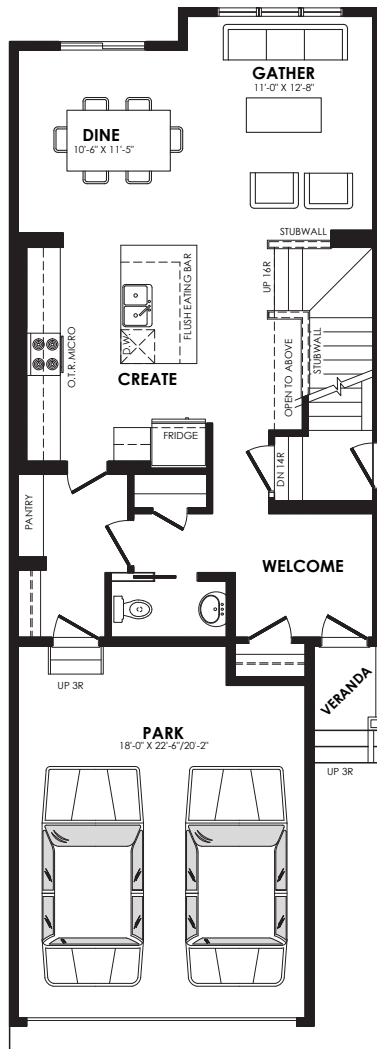 GATHER
11'-0" X 12'-8"
DINE
10'-6" X 11'-5"
STUBWALL
UP 16R
FLUSH EATING BAR
O.T.R. MICRO
D.W.
STUBWALL
OPEN TO ABOVE
CREATE
FRIDGE
DN 14R
PANTRY
WELCOME
VERANDA
UP 3R
PARK
18'-0" X 22'-6"/20'-2"
UP 3R